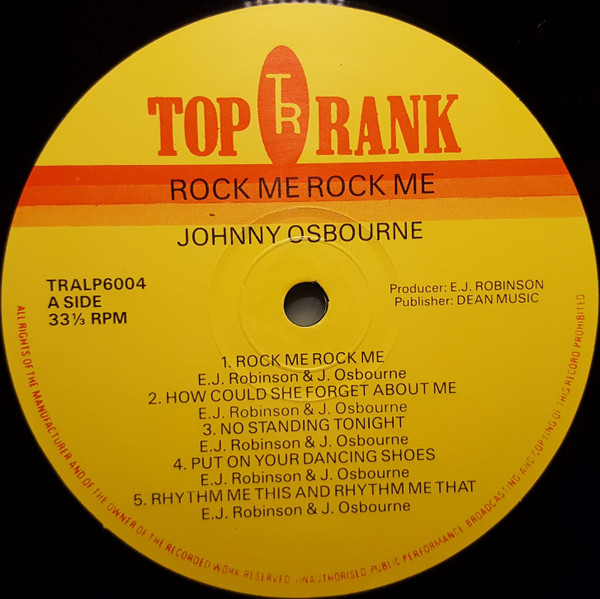 TOP TR RANK
ROCK ME ROCK ME
JOHNNY OSBOURNE
TRALP6004
A SIDE
33⅓ RPM
Producer: E.J. ROBINSON
Publisher: DEAN MUSIC
1. ROCK ME ROCK ME
E.J. Robinson & J. Osbourne
2. HOW COULD SHE FORGET ABOUT ME
E.J. Robinson & J. Osbourne
3. NO STANDING TONIGHT
E.J. Robinson & J. Osbourne
4. PUT ON YOUR DANCING SHOES
E.J. Robinson & J. Osbourne
5. RHYTHM ME THIS AND RHYTHM ME THAT
E.J. Robinson & J. Osbourne
ALL RIGHTS OF THE MANUFACTURER AND OF THE OWNER OF THE RECORDED WORK RESERVED. UNAUTHORISED PUBLIC PERFORMANCE BROADCASTING AND COPYING OF THIS RECORD PROHIBITED